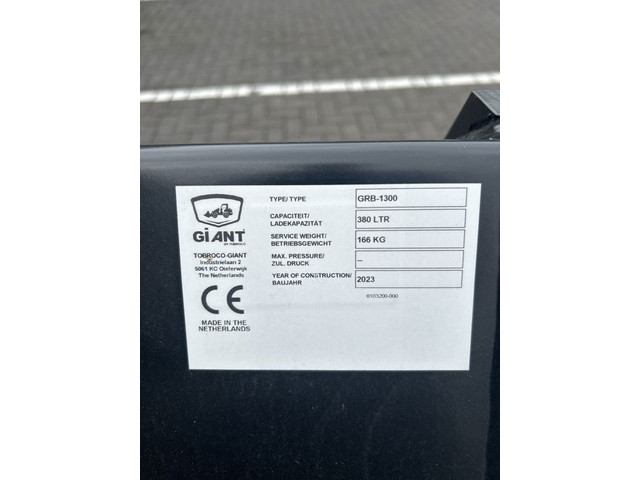 GiANT
BY TOBROCO
TOBROCO-GIANT
Industrielaan 2
5061 KC Oisterwijk
The Netherlands
CE
MADE IN THE
NETHERLANDS
TYPE/ TYPE GRB-1300
CAPACITEIT/
LADEKAPAZITÄT 380 LTR
SERVICE WEIGHT/
BETRIEBSGEWICHT 166 KG
MAX. PRESSURE/
ZUL. DRUCK –
YEAR OF CONSTRUCTION/
BAUJAHR 2023
6103200-000